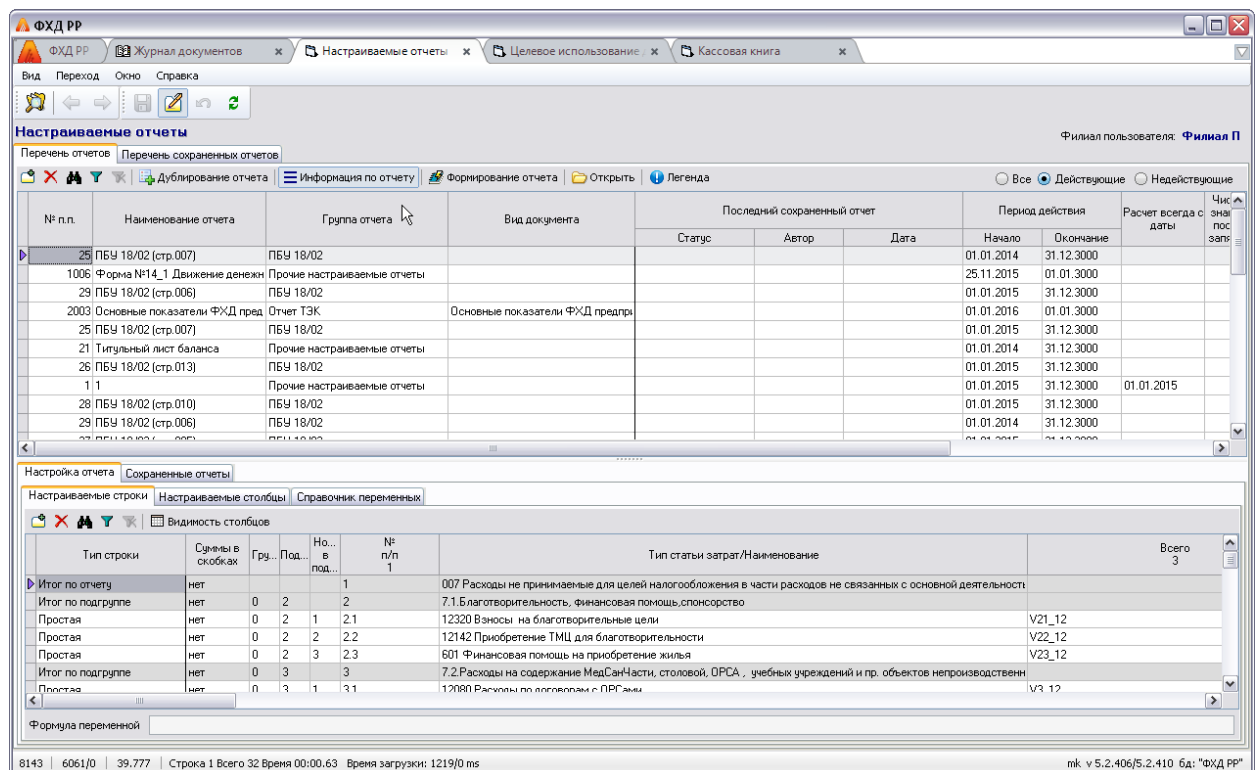 ФХД РР
ФХД РР Журнал документов Настраиваемые отчеты Целевое использование Кассовая книга
Вид Переход Окно Справка
Настраиваемые отчеты
Филиал пользователя: Филиал П
Перечень отчетов Перечень сохраненных отчетов
Дублирование отчета Информация по отчету Формирование отчета Открыть Легенда Все Действующие Недействующие
№ п.п. Наименование отчета Группа отчета Вид документа Последний сохраненный отчет Период действия Расчет всегда с даты
Статус Автор Дата Начало Окончание
25 ПБУ 18/02 (стр.007) ПБУ 18/02 01.01.2014 31.12.3000
1006 Форма №14_1 Движение денежн Прочие настраиваемые отчеты 25.11.2015 01.01.3000
29 ПБУ 18/02 (стр.006) ПБУ 18/02 01.01.2015 31.12.3000
2003 Основные показатели ФХД пред Отчет ТЭК Основные показатели ФХД предпри 01.01.2016 01.01.3000
25 ПБУ 18/02 (стр.007) ПБУ 18/02 01.01.2015 31.12.3000
21 Титульный лист баланса Прочие настраиваемые отчеты 01.01.2014 31.12.3000
26 ПБУ 18/02 (стр.013) ПБУ 18/02 01.01.2015 31.12.3000
1 1 Прочие настраиваемые отчеты 01.01.2015 31.12.3000 01.01.2015
28 ПБУ 18/02 (стр.010) ПБУ 18/02 01.01.2015 31.12.3000
29 ПБУ 18/02 (стр.006) ПБУ 18/02 01.01.2014 31.12.3000
Настройка отчета Сохраненные отчеты
Настраиваемые строки Настраиваемые столбцы Справочник переменных
Видимость столбцов
Тип строки Суммы в скобках Гру... Под... Но... в под... № п/п 1 Тип статьи затрат/Наименование Всего 3
Итог по отчету нет 1 007 Расходы не принимаемые для целей налогообложения в части расходов не связанных с основной деятельность
Итог по подгруппе нет 0 2 2 7.1.Благотворительность, финансовая помощь,спонсорство
Простая нет 0 2 1 2.1 12320 Взносы на благотворительные цели V21_12
Простая нет 0 2 2 2.2 12142 Приобретение ТМЦ для благотворительности V22_12
Простая нет 0 2 3 2.3 601 Финансовая помощь на приобретение жилья V23_12
Итог по подгруппе нет 0 3 3 7.2.Расходы на содержание МедСанЧасти, столовой, ОРСА , учебных учреждений и пр. объектов непроизводственн
Простая нет 0 3 1 3.1 12080 Расходы по договорам с ОРСами V3_12
Формула переменной
8143 6061/0 39.777 Строка 1 Всего 32 Время 00:00.63 Время загрузки: 1219/0 ms mk v 5.2.406/5.2.410 бд: "ФХД РР"